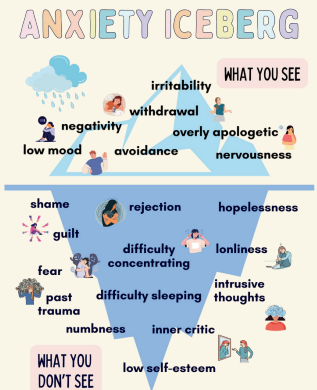 ANXIETY ICEBERG
WHAT YOU SEE
irritability
withdrawal
negativity
overly apologetic
low mood
avoidance
nervousness
shame
rejection
hopelessness
guilt
difficulty
concentrating
lonliness
fear
intrusive
thoughts
past
trauma
difficulty sleeping
numbness
inner critic
WHAT YOU
DON'T SEE
low self-esteem